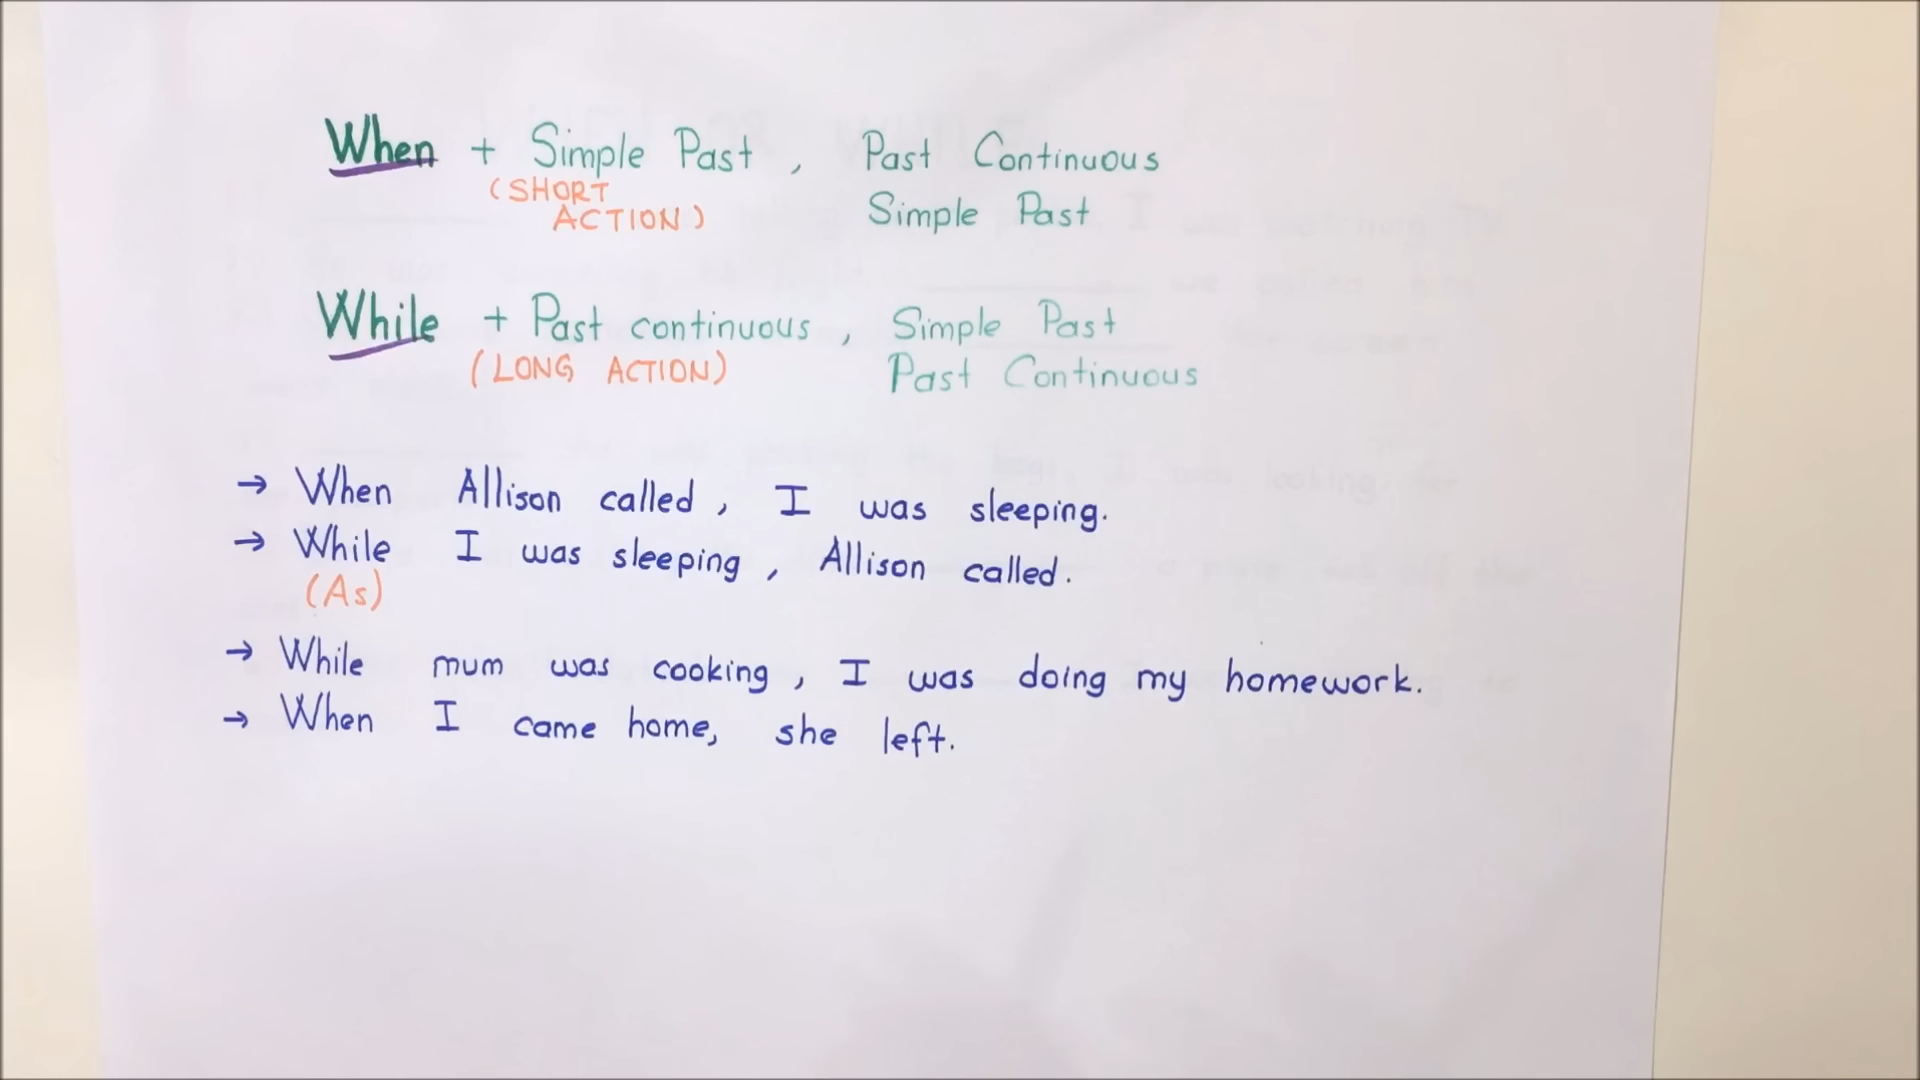 When + Simple Past , Past Continuous
(SHORT ACTION) Simple Past
While + Past continuous , Simple Past
(LONG ACTION) Past Continuous
→ When Allison called , I was sleeping.
→ While I was sleeping , Allison called.
(As)
→ While mum was cooking , I was doing my homework.
→ When I came home, she left.